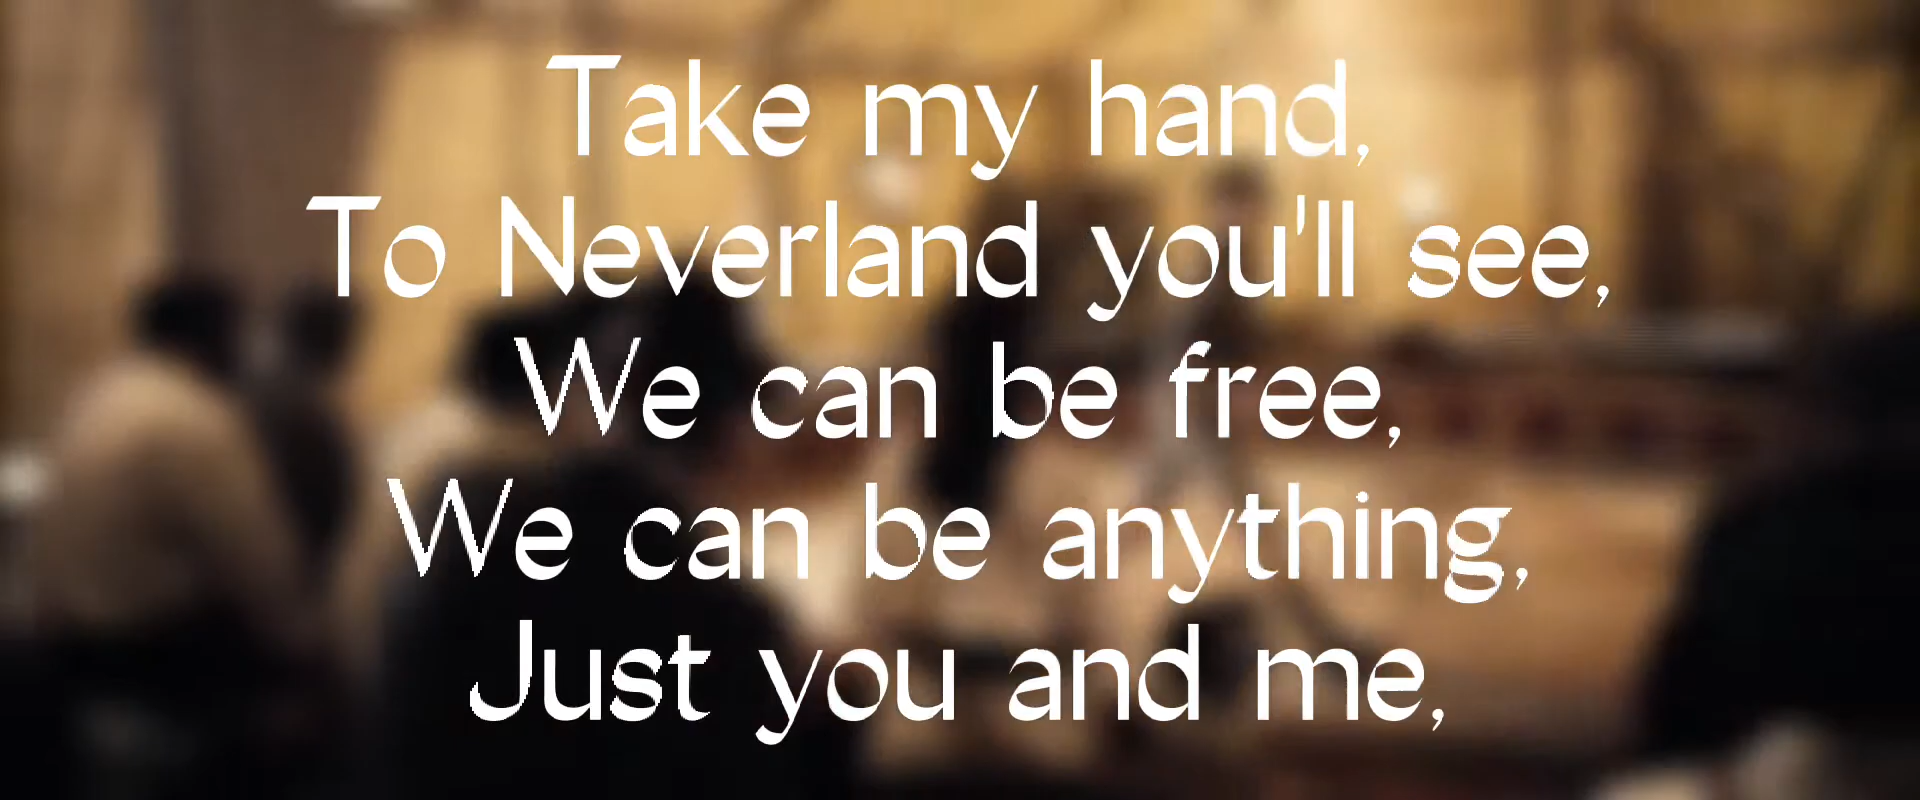 Take my hand,
To Neverland you'll see,
We can be free,
We can be anything,
Just you and me,